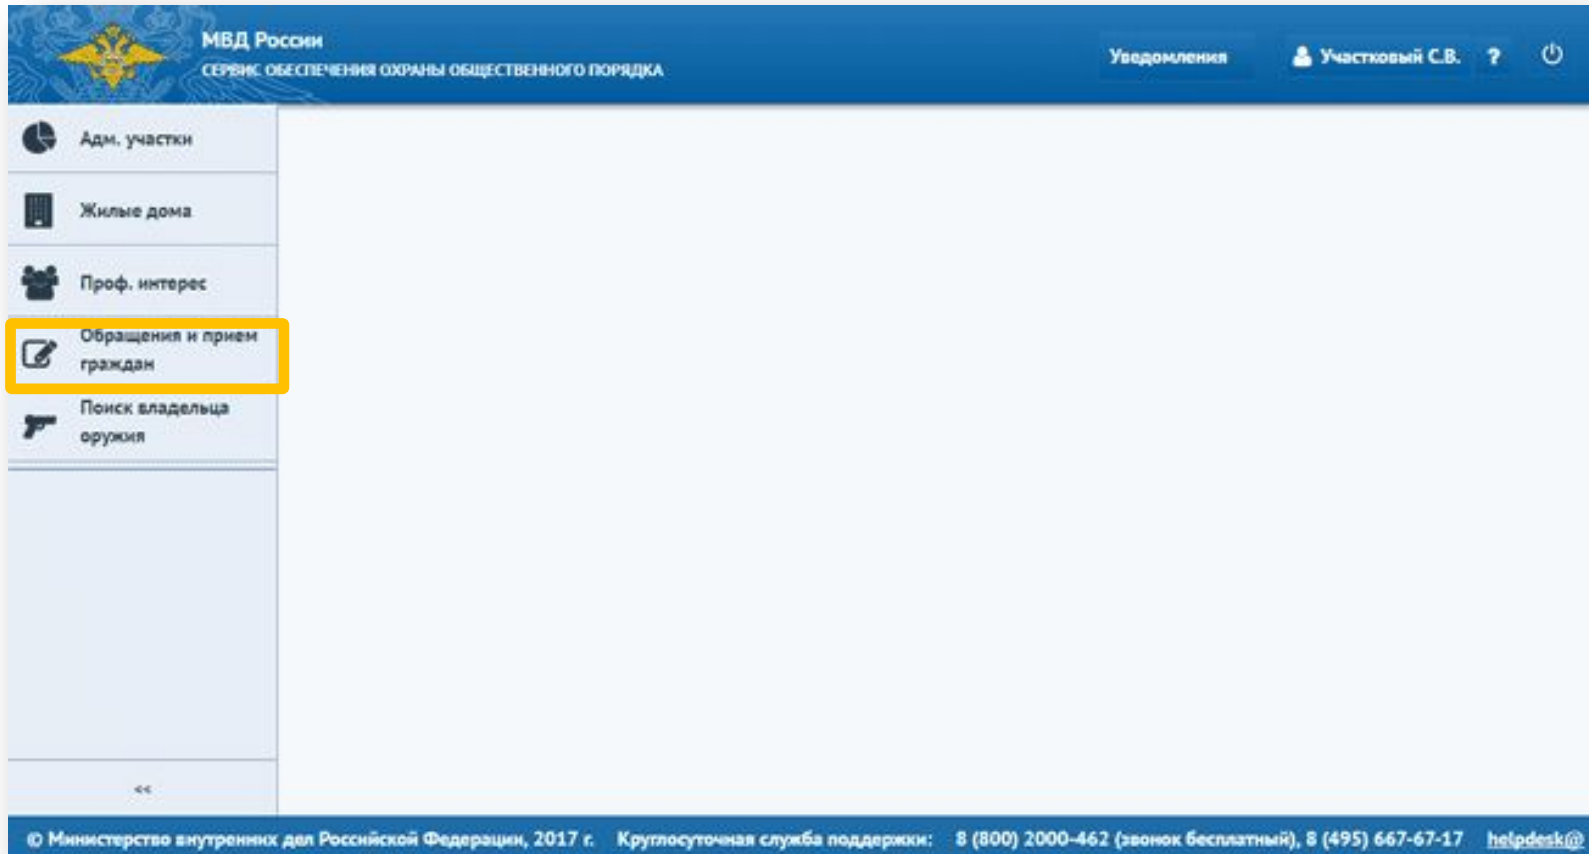 МВД России
СЕРВИС ОБЕСПЕЧЕНИЯ ОХРАНЫ ОБЩЕСТВЕННОГО ПОРЯДКА
Уведомления
Участковый С.В.
?
Адм. участки
Жилые дома
Проф. интерес
Обращения и прием
граждан
Поиск владельца
оружия
<<
© Министерство внутренних дел Российской Федерации, 2017 г. Круглосуточная служба поддержки: 8 (800) 2000-462 (звонок бесплатный), 8 (495) 667-67-17 helpdesk@